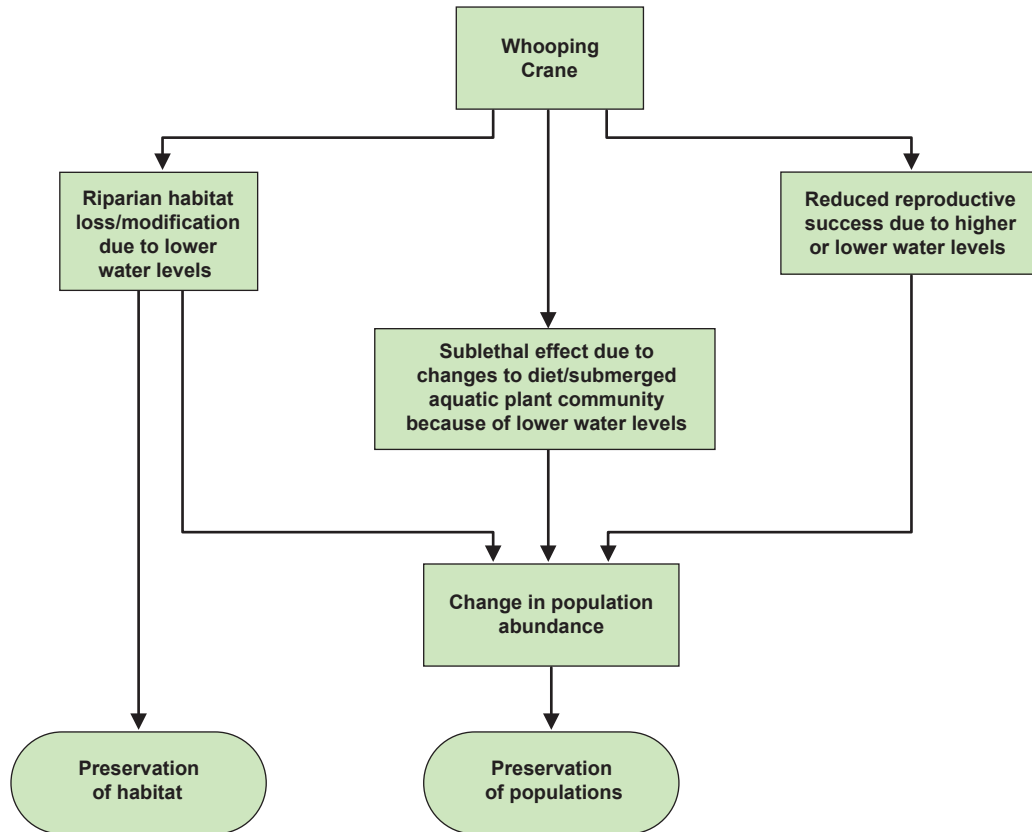 Whooping
Crane
Riparian habitat
loss/modification
due to lower
water levels
Reduced reproductive
success due to higher
or lower water levels
Sublethal effect due to
changes to diet/submerged
aquatic plant community
because of lower water levels
Change in population
abundance
Preservation
of habitat
Preservation
of populations